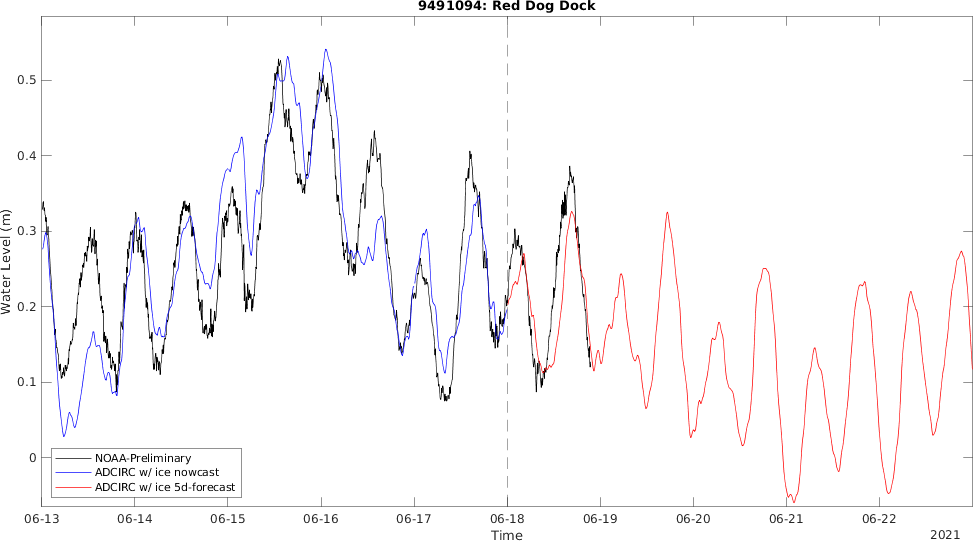 9491094: Red Dog Dock
Water Level (m)
0.5
0.4
0.3
0.2
0.1
0
NOAA-Preliminary
ADCIRC w/ ice nowcast
ADCIRC w/ ice 5d-forecast
06-13 06-14 06-15 06-16 06-17 06-18 06-19 06-20 06-21 06-22
Time
2021